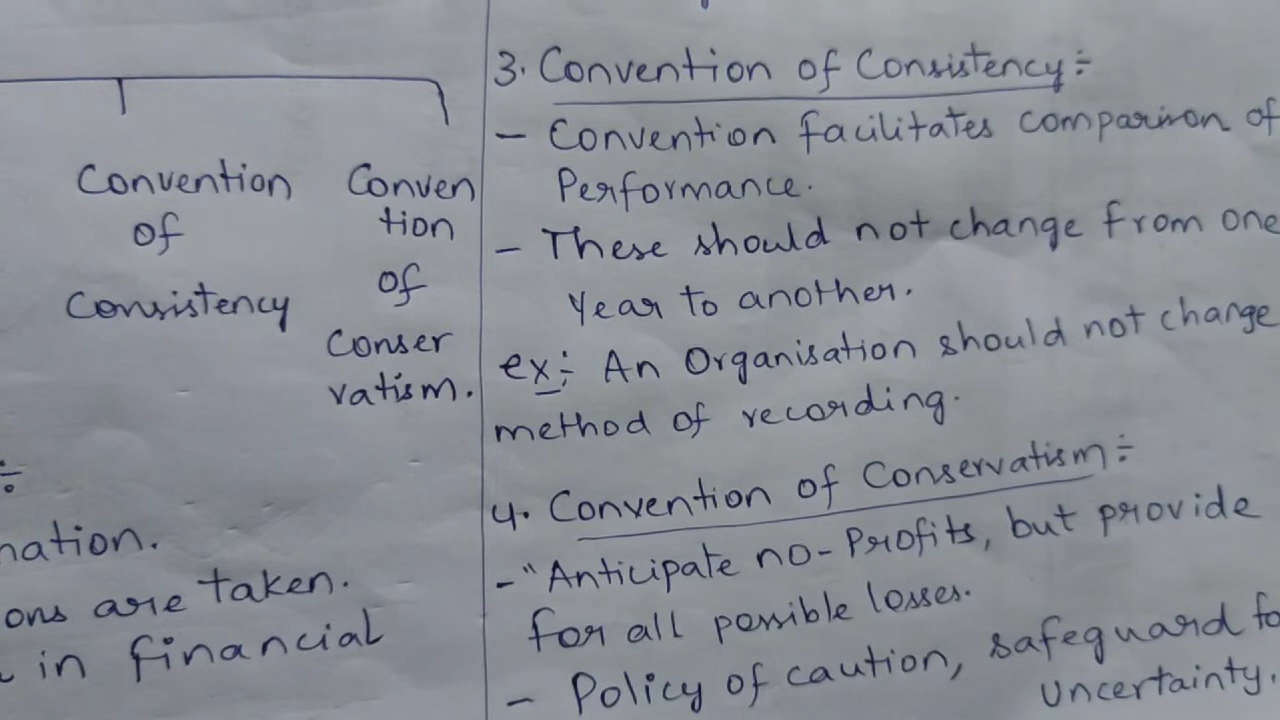 Convention Conven
of tion
Consistency of
Conser
vatism.
÷
ons are taken.
in financial
3. Convention of Consistency:-
- Convention facilitates comparison of
Performance.
- These should not change from one
Year to another.
ex:- An Organisation should not change
method of recording.
4. Convention of Conservatism:-
- "Anticipate no-Profits, but provide
for all possible losses.
- Policy of caution, safeguard
Uncertainty.